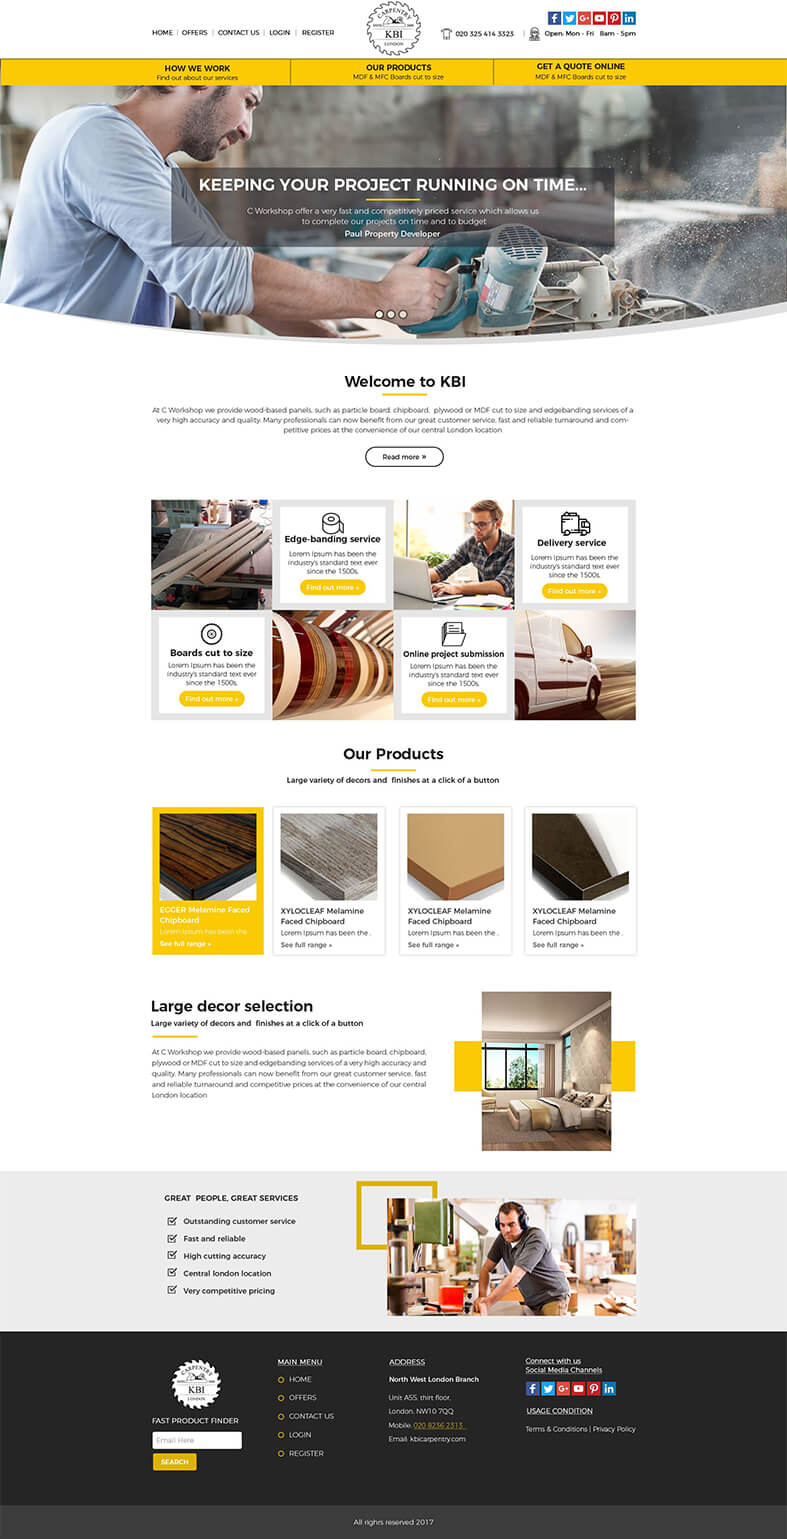 HOME | OFFERS | CONTACT US | LOGIN | REGISTER
CARPENTRY
KBI
LONDON
020 325 414 3323
Open: Mon - Fri 8am - 5pm
HOW WE WORK
Find out about our services
OUR PRODUCTS
MDF & MFC Boards cut to size
GET A QUOTE ONLINE
MDF & MFC Boards cut to size
KEEPING YOUR PROJECT RUNNING ON TIME...
C Workshop offer a very fast and competitively priced service which allows us
to complete our projects on time and to budget
Paul Property Developer
Welcome to KBI
At C Workshop we provide wood-based panels, such as particle board, chipboard, plywood or MDF cut to size and edgebanding services of a
very high accuracy and quality. Many professionals can now benefit from our great customer service, fast and reliable turnaround and com-
petitive prices at the convenience of our central London location
Read more »
Edge-banding service
Lorem Ipsum has been the
industry's standard text ever
since the 1500s.
Find out more »
Delivery service
Lorem Ipsum has been the
industry's standard text ever
since the 1500s.
Find out more »
Boards cut to size
Lorem Ipsum has been the
industry's standard text ever
since the 1500s.
Find out more »
Online project submission
Lorem Ipsum has been the
industry's standard text ever
since the 1500s.
Find out more »
Our Products
Large variety of decors and finishes at a click of a button
EGGER Melamine Faced
Chipboard
Lorem Ipsum has been the .
See full range »
XYLOCLEAF Melamine
Faced Chipboard
Lorem Ipsum has been the .
See full range »
XYLOCLEAF Melamine
Faced Chipboard
Lorem Ipsum has been the .
See full range »
XYLOCLEAF Melamine
Faced Chipboard
Lorem Ipsum has been the .
See full range »
Large decor selection
Large variety of decors and finishes at a click of a button
At C Workshop we provide wood-based panels, such as particle board, chipboard,
plywood or MDF cut to size and edgebanding services of a very high accuracy and
quality. Many professionals can now benefit from our great customer service, fast
and reliable turnaround and competitive prices at the convenience of our central
London location
GREAT PEOPLE, GREAT SERVICES
Outstanding customer service
Fast and reliable
High cutting accuracy
Central london location
Very competitive pricing
CARPENTRY
KBI
LONDON
FAST PRODUCT FINDER
Email Here
SEARCH
MAIN MENU
HOME
OFFERS
CONTACT US
LOGIN
REGISTER
ADDRESS
North West London Branch
Unit A55, thirt floor,
London, NW10 7QQ
Mobile: 020 8236 2313
Email: kbicarpentry.com
Connect with us
Social Media Channels
USAGE CONDITION
Terms & Conditions | Privacy Policy
All righrs reserved 2017